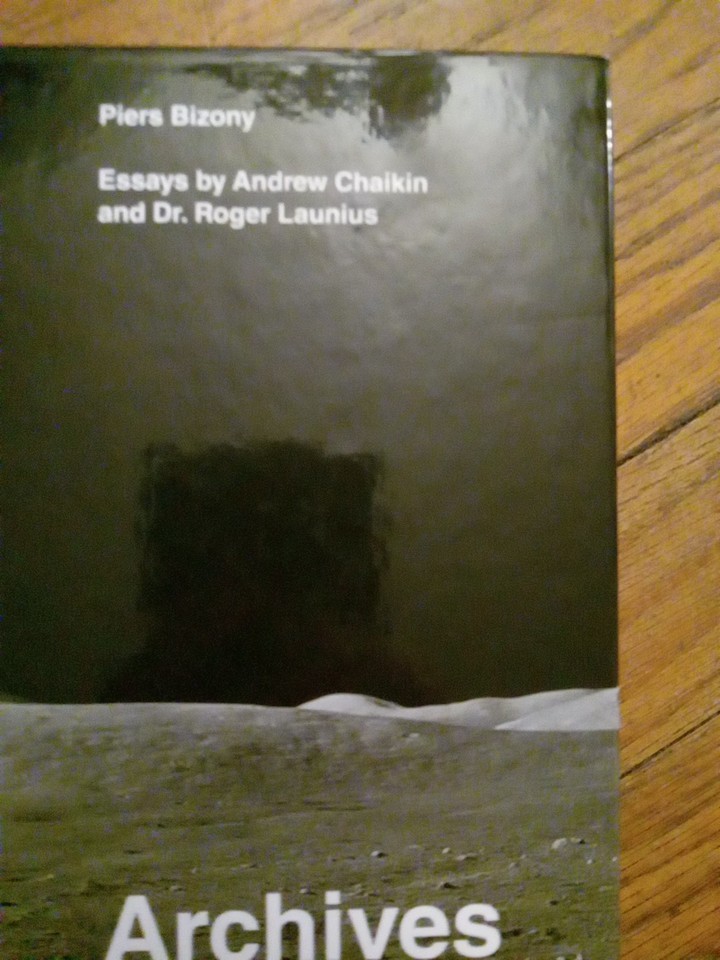 Piers Bizony
Essays by Andrew Chaikin
and Dr. Roger Launius
Archives